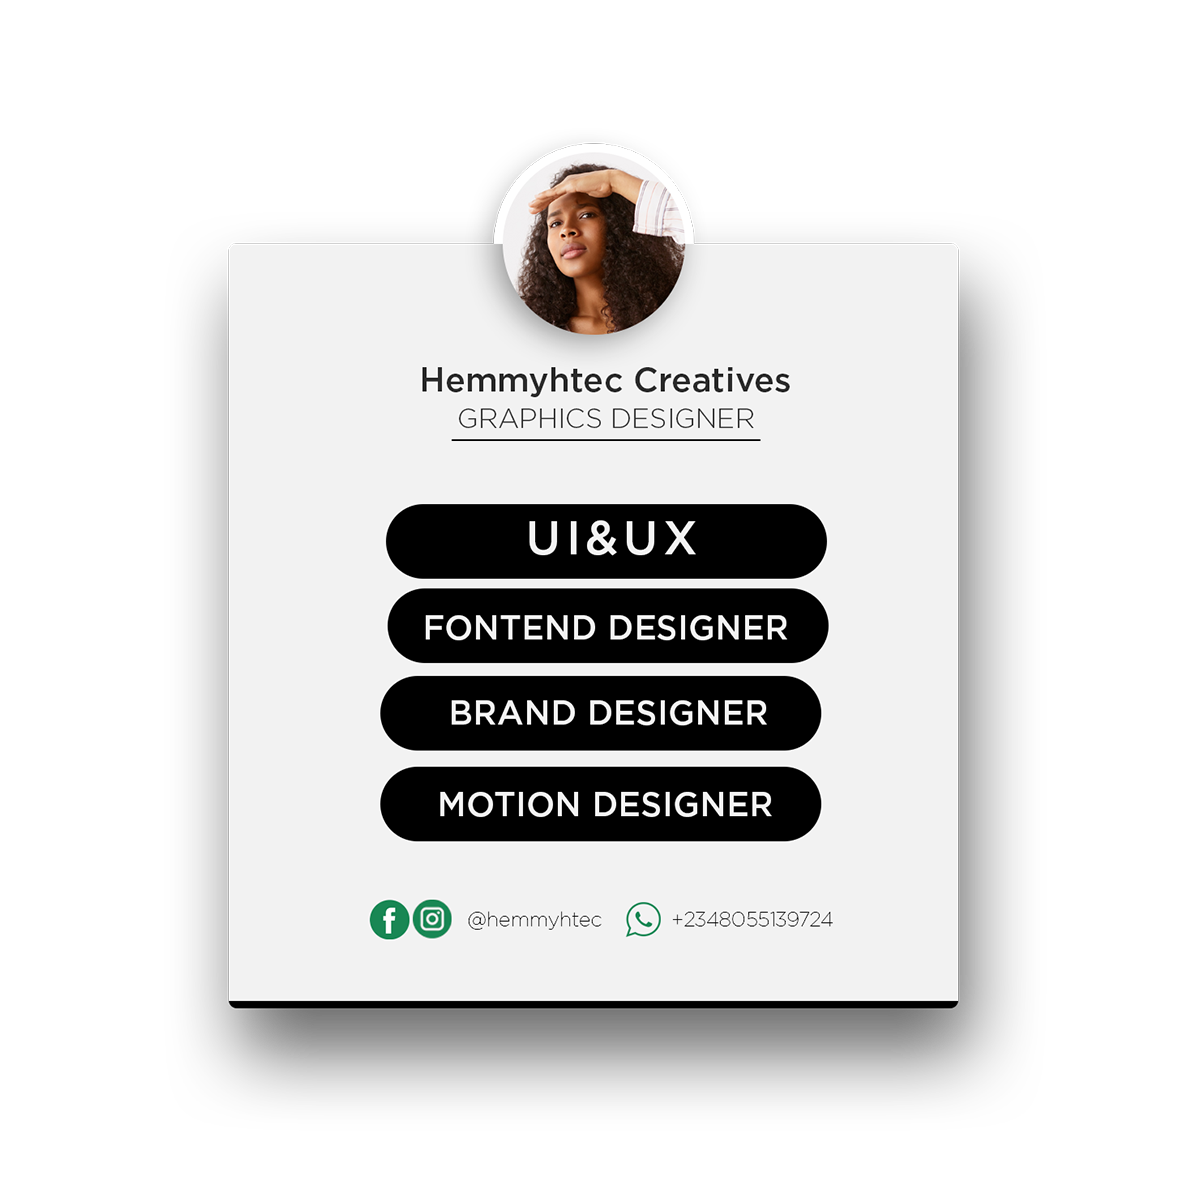 Hemmyhtec Creatives
GRAPHICS DESIGNER
UI&UX
FONTEND DESIGNER
BRAND DESIGNER
MOTION DESIGNER
@hemmyhtec +2348055139724